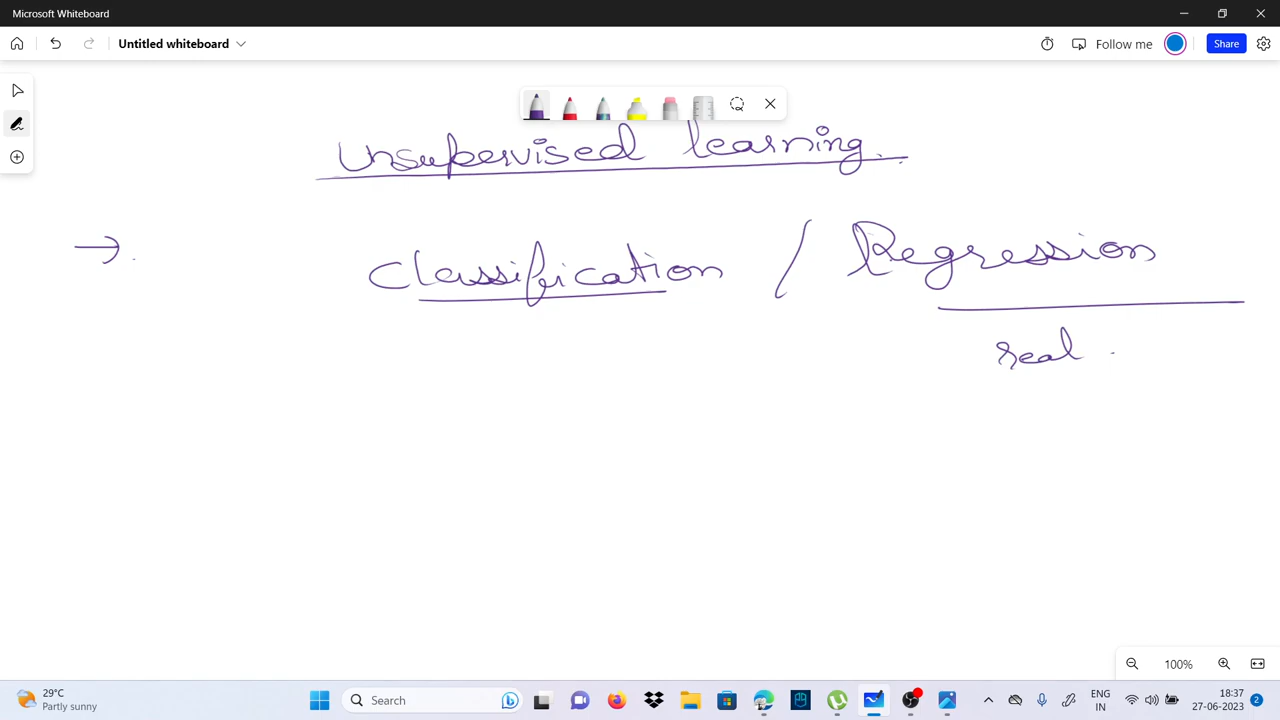 Microsoft Whiteboard
Untitled whiteboard
Follow me
Share
Unsupervised learning.
→ Classification / Regression
real
100%
29°C
Partly sunny
Search
ENG
IN
18:37
27-06-2023
2